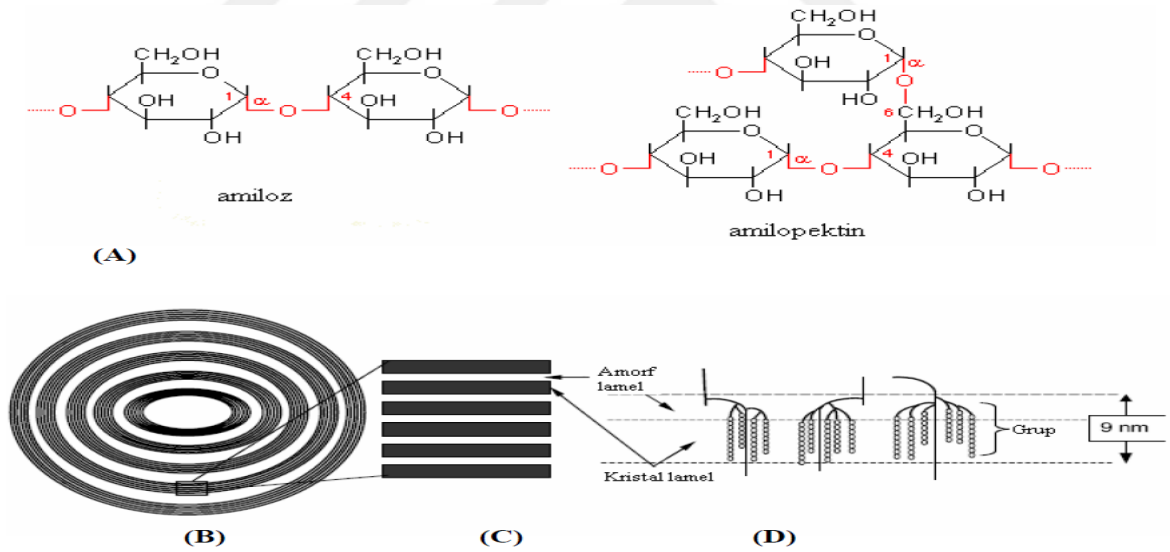 CH₂OH
O
1
α
OH
OH
O
O
CH₂OH
4
O
OH
OH
O
amiloz
CH₂OH
O
1
α
OH
HO
O
O
6
CH₂OH
CH₂OH
O
1
α
OH
OH
O
O
4
O
OH
OH
O
amilopektin
(A)
Amorf
lamel
Kristal lamel
Grup
9 nm
(B)
(C)
(D)